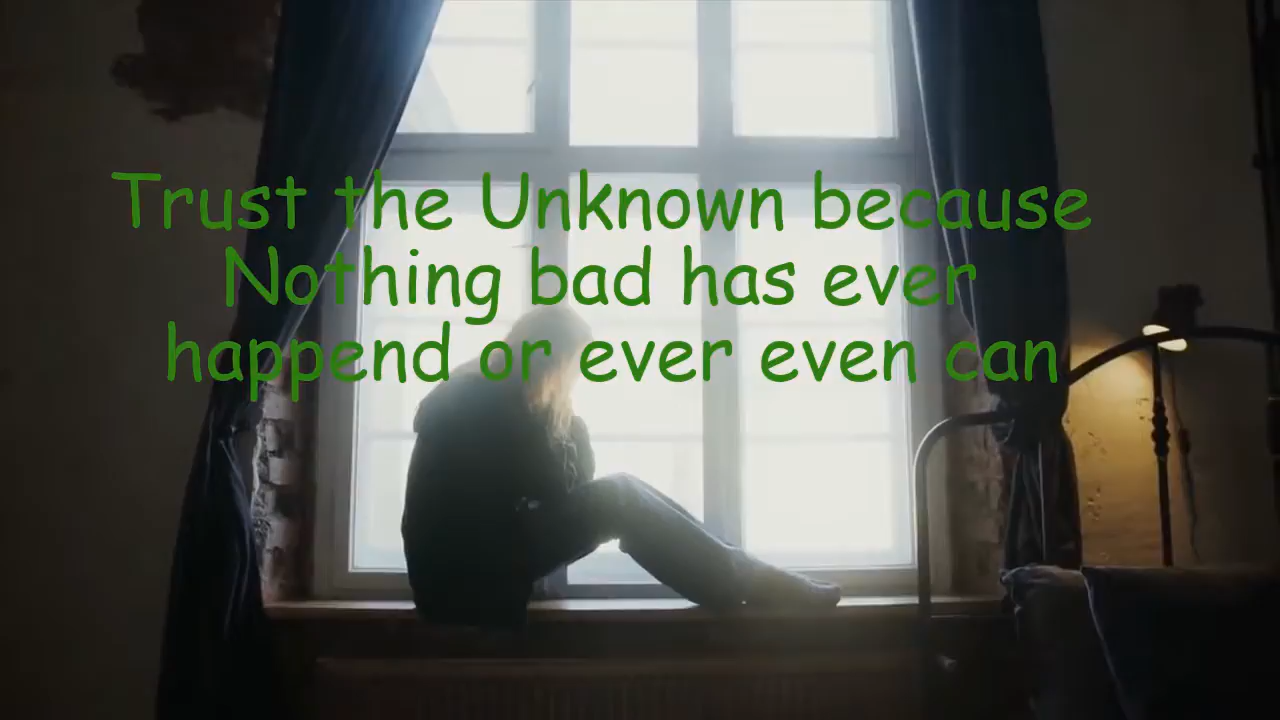 Trust the Unknown because
Nothing bad has ever
happend or ever even can